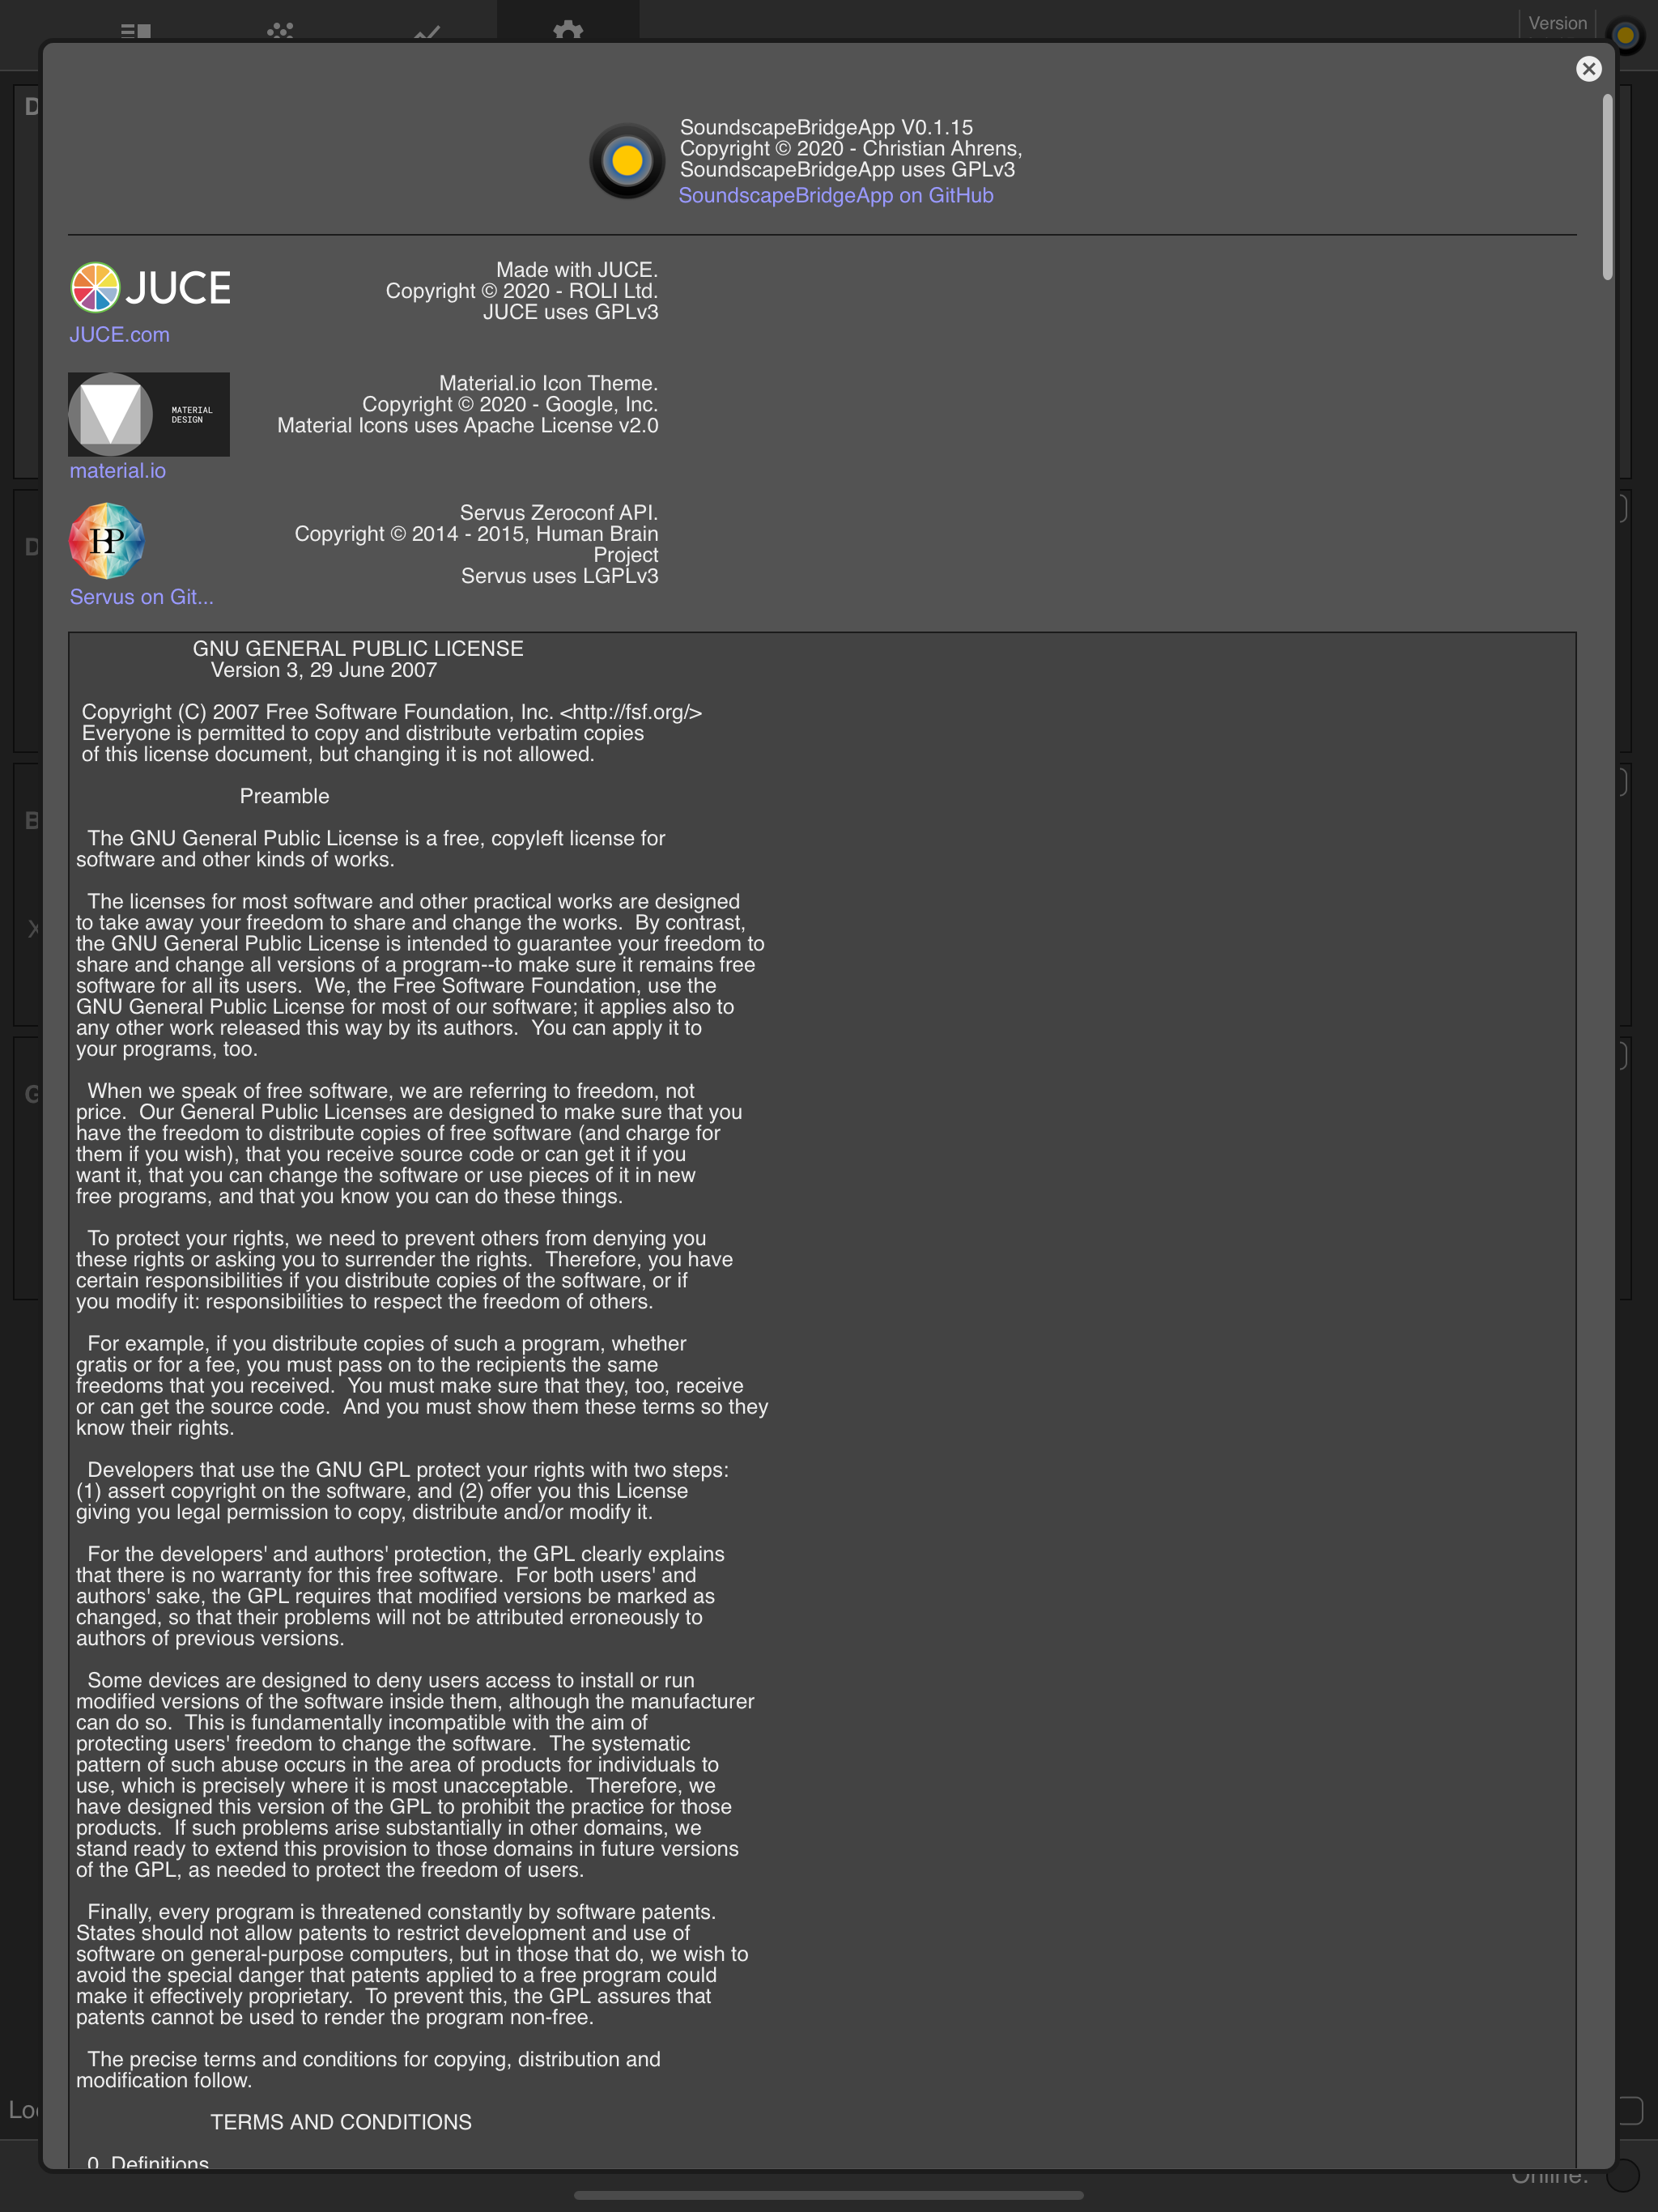 Version
SoundscapeBridgeApp V0.1.15
Copyright © 2020 - Christian Ahrens,
SoundscapeBridgeApp uses GPLv3
SoundscapeBridgeApp on GitHub
JUCE
Made with JUCE.
Copyright © 2020 - ROLI Ltd.
JUCE uses GPLv3
JUCE.com
MATERIAL
DESIGN
Material.io Icon Theme.
Copyright © 2020 - Google, Inc.
Material Icons uses Apache License v2.0
material.io
HBP
Servus Zeroconf API.
Copyright © 2014 - 2015, Human Brain
Project
Servus uses LGPLv3
Servus on Git...
GNU GENERAL PUBLIC LICENSE
Version 3, 29 June 2007
Copyright (C) 2007 Free Software Foundation, Inc. <http://fsf.org/>
Everyone is permitted to copy and distribute verbatim copies
of this license document, but changing it is not allowed.
Preamble
The GNU General Public License is a free, copyleft license for
software and other kinds of works.
The licenses for most software and other practical works are designed
to take away your freedom to share and change the works.  By contrast,
the GNU General Public License is intended to guarantee your freedom to
share and change all versions of a program--to make sure it remains free
software for all its users.  We, the Free Software Foundation, use the
GNU General Public License for most of our software; it applies also to
any other work released this way by its authors.  You can apply it to
your programs, too.
When we speak of free software, we are referring to freedom, not
price.  Our General Public Licenses are designed to make sure that you
have the freedom to distribute copies of free software (and charge for
them if you wish), that you receive source code or can get it if you
want it, that you can change the software or use pieces of it in new
free programs, and that you know you can do these things.
To protect your rights, we need to prevent others from denying you
these rights or asking you to surrender the rights.  Therefore, you have
certain responsibilities if you distribute copies of the software, or if
you modify it: responsibilities to respect the freedom of others.
For example, if you distribute copies of such a program, whether
gratis or for a fee, you must pass on to the recipients the same
freedoms that you received.  You must make sure that they, too, receive
or can get the source code.  And you must show them these terms so they
know their rights.
Developers that use the GNU GPL protect your rights with two steps:
(1) assert copyright on the software, and (2) offer you this License
giving you legal permission to copy, distribute and/or modify it.
For the developers' and authors' protection, the GPL clearly explains
that there is no warranty for this free software.  For both users' and
authors' sake, the GPL requires that modified versions be marked as
changed, so that their problems will not be attributed erroneously to
authors of previous versions.
Some devices are designed to deny users access to install or run
modified versions of the software inside them, although the manufacturer
can do so.  This is fundamentally incompatible with the aim of
protecting users' freedom to change the software.  The systematic
pattern of such abuse occurs in the area of products for individuals to
use, which is precisely where it is most unacceptable.  Therefore, we
have designed this version of the GPL to prohibit the practice for those
products.  If such problems arise substantially in other domains, we
stand ready to extend this provision to those domains in future versions
of the GPL, as needed to protect the freedom of users.
Finally, every program is threatened constantly by software patents.
States should not allow patents to restrict development and use of
software on general-purpose computers, but in those that do, we wish to
avoid the special danger that patents applied to a free program could
make it effectively proprietary.  To prevent this, the GPL assures that
patents cannot be used to render the program non-free.
The precise terms and conditions for copying, distribution and
modification follow.
TERMS AND CONDITIONS
0. Definitions
Online: